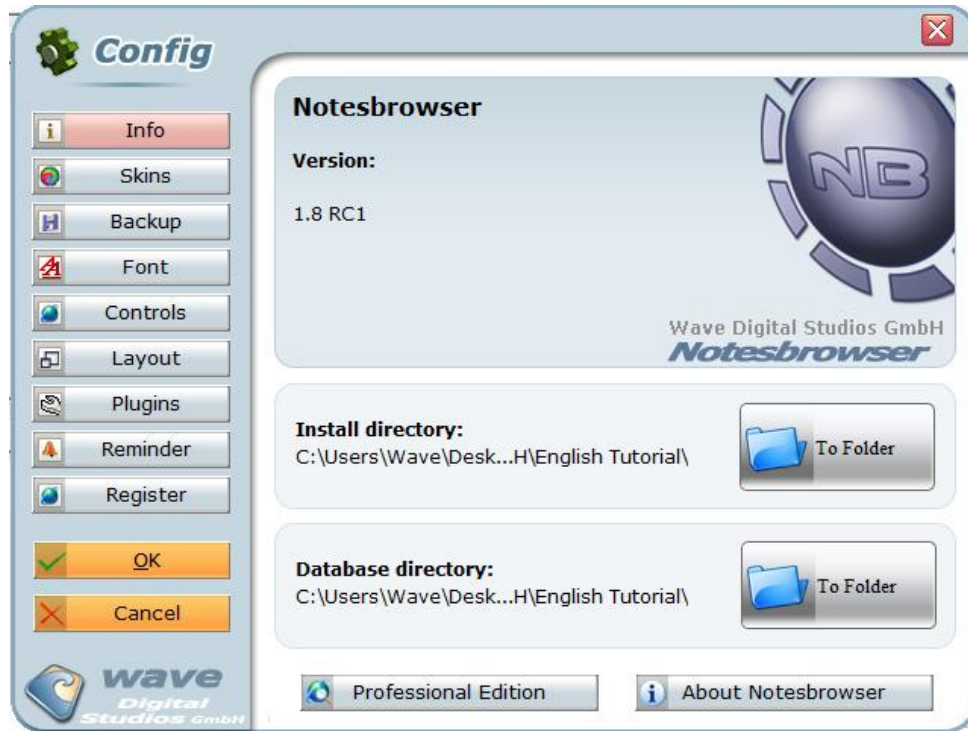 Config
Info
Skins
Backup
Font
Controls
Layout
Plugins
Reminder
Register
OK
Cancel
wave
Digital
Studios GmbH
Notesbrowser
Version:
1.8 RC1
NB
Wave Digital Studios GmbH
Notesbrowser
Install directory:
C:\Users\Wave\Desk...H\English Tutorial\
To Folder
Database directory:
C:\Users\Wave\Desk...H\English Tutorial\
To Folder
Professional Edition
About Notesbrowser